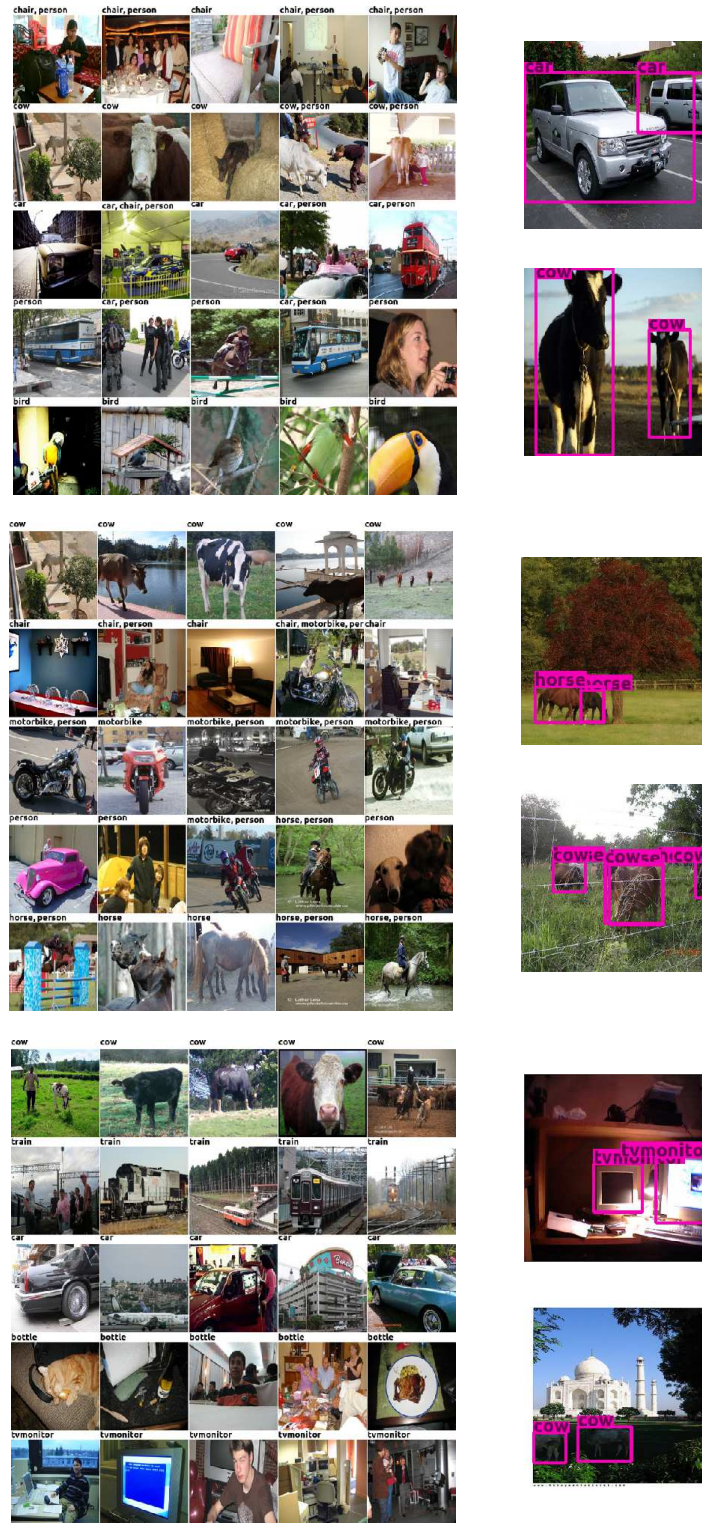 chair, person chair, person chair chair, person chair, person
car car
cow cow cow cow, person cow, person
car car, chair, person car car, person car, person
cow
cow
person car, person person car, person person
bird bird bird bird bird
cow cow cow cow cow
chair chair, person chair chair, motorbike, per chair
horse
motorbike, person motorbike motorbike, person motorbike, person motorbike, person
person person motorbike, person horse, person person
horse, person horse horse horse, person horse, person
cow cow cow cow cow
train train train train train
tvmonitor
car car car car car
bottle bottle bottle bottle bottle
cow cow
tvmonitor tvmonitor tvmonitor tvmonitor tvmonitor